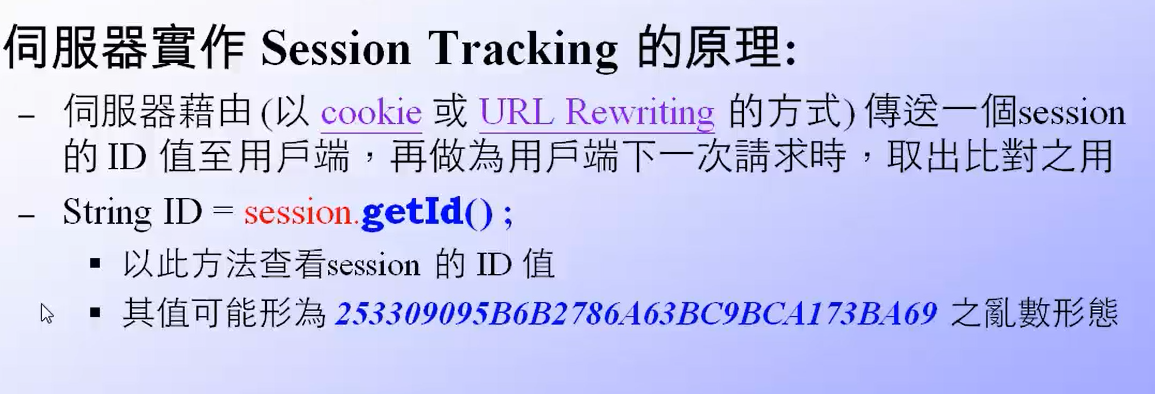 伺服器實作 Session Tracking 的原理:
– 伺服器藉由 (以 cookie 或 URL Rewriting 的方式) 傳送一個session
的 ID 值至用戶端，再做為用戶端下一次請求時，取出比對之用
– String ID = session.getId() ;
▪ 以此方法查看session 的 ID 值
▪ 其值可能形為 253309095B6B2786A63BC9BCA173BA69 之亂數形態